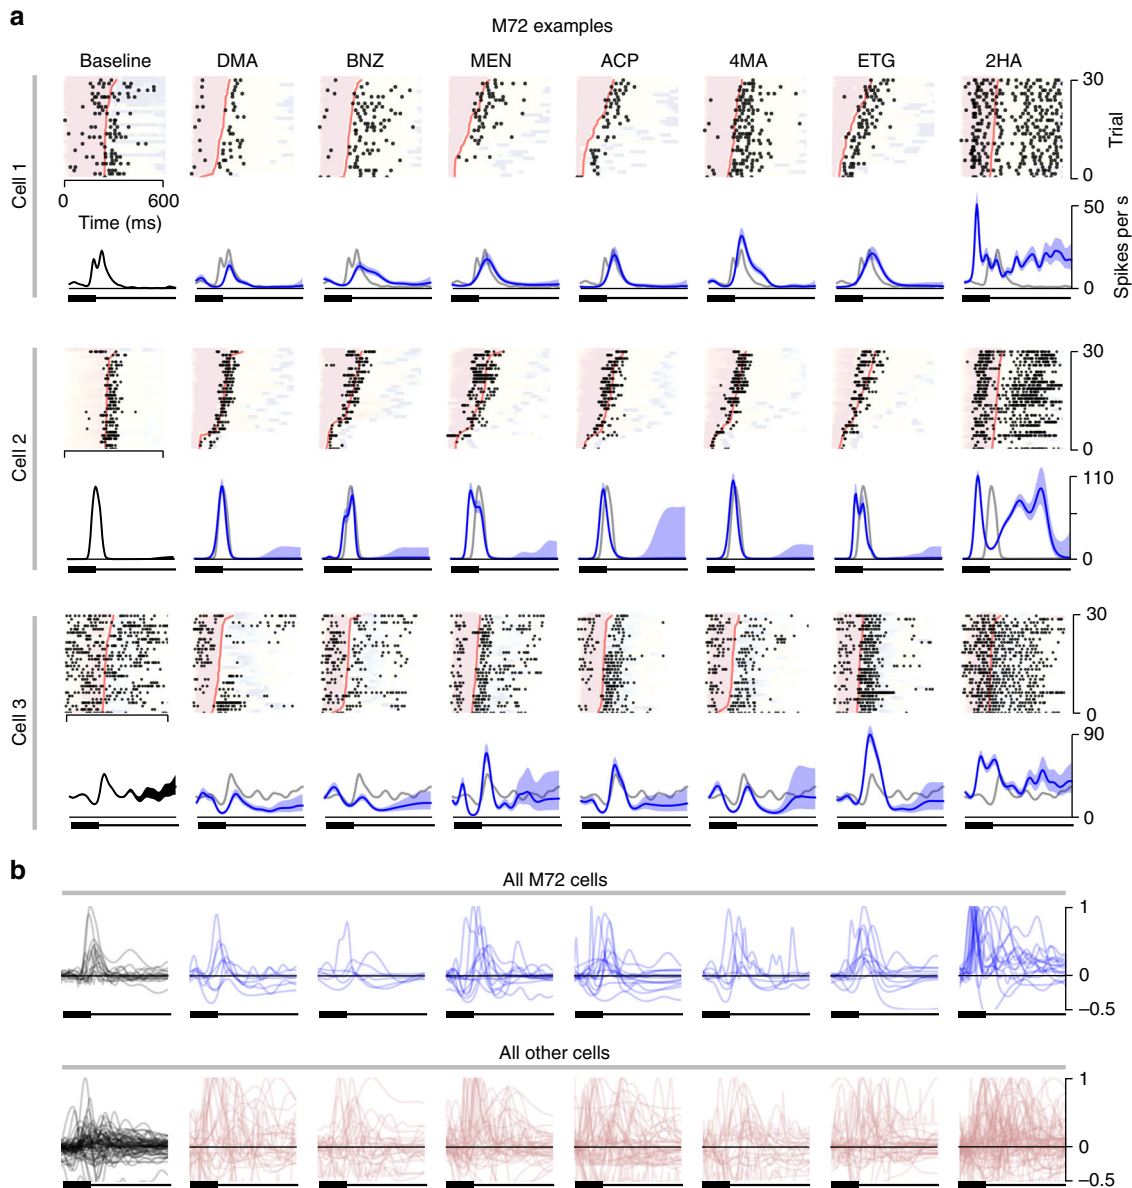 a
M72 examples
Baseline DMA BNZ MEN ACP 4MA ETG 2HA
Cell 1
30
Trial
0
0 600
Time (ms)
50
Spikes per s
0
Cell 2
30
0
110
0
Cell 3
30
0
90
0
b
All M72 cells
1
0
–0.5
All other cells
1
0
–0.5